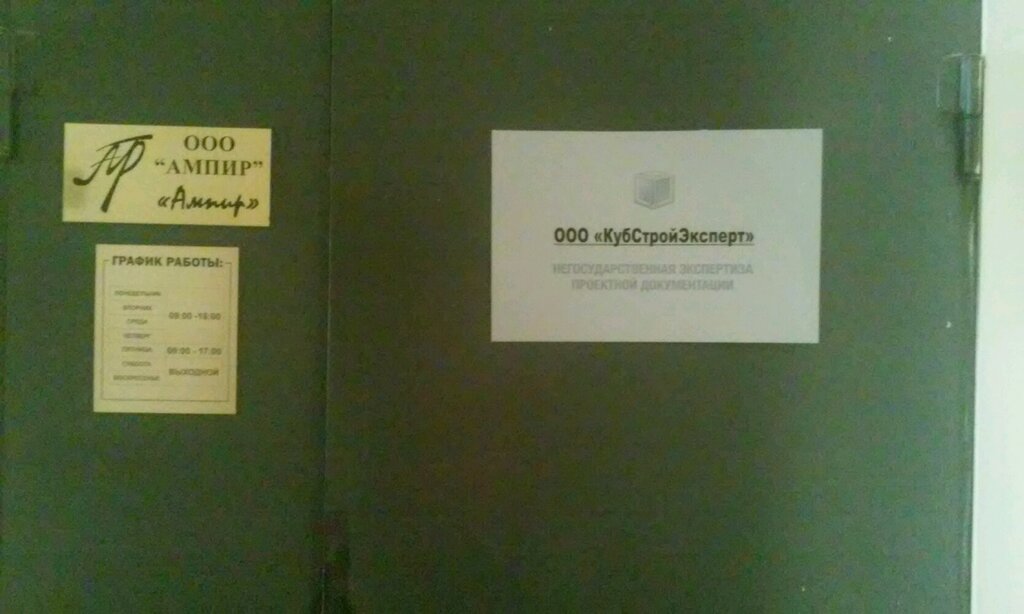 ООО
“АМПИР”
«Ампир»
ГРАФИК РАБОТЫ:
ПОНЕДЕЛЬНИК
ВТОРНИК
СРЕДА
ЧЕТВЕРГ
09:00 -18:00
ПЯТНИЦА
09:00 - 17:00
СУББОТА
ВОСКРЕСЕНЬЕ
ВЫХОДНОЙ
ООО «КубСтройЭксперт»
НЕГОСУДАРСТВЕННАЯ ЭКСПЕРТИЗА
ПРОЕКТНОЙ ДОКУМЕНТАЦИИ